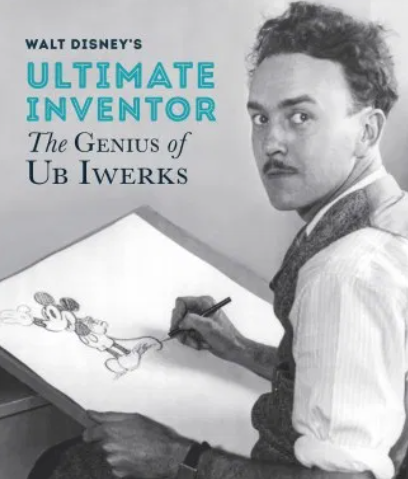 WALT DISNEY'S
ULTIMATE
INVENTOR
The GENIUS of
UB IWERKS